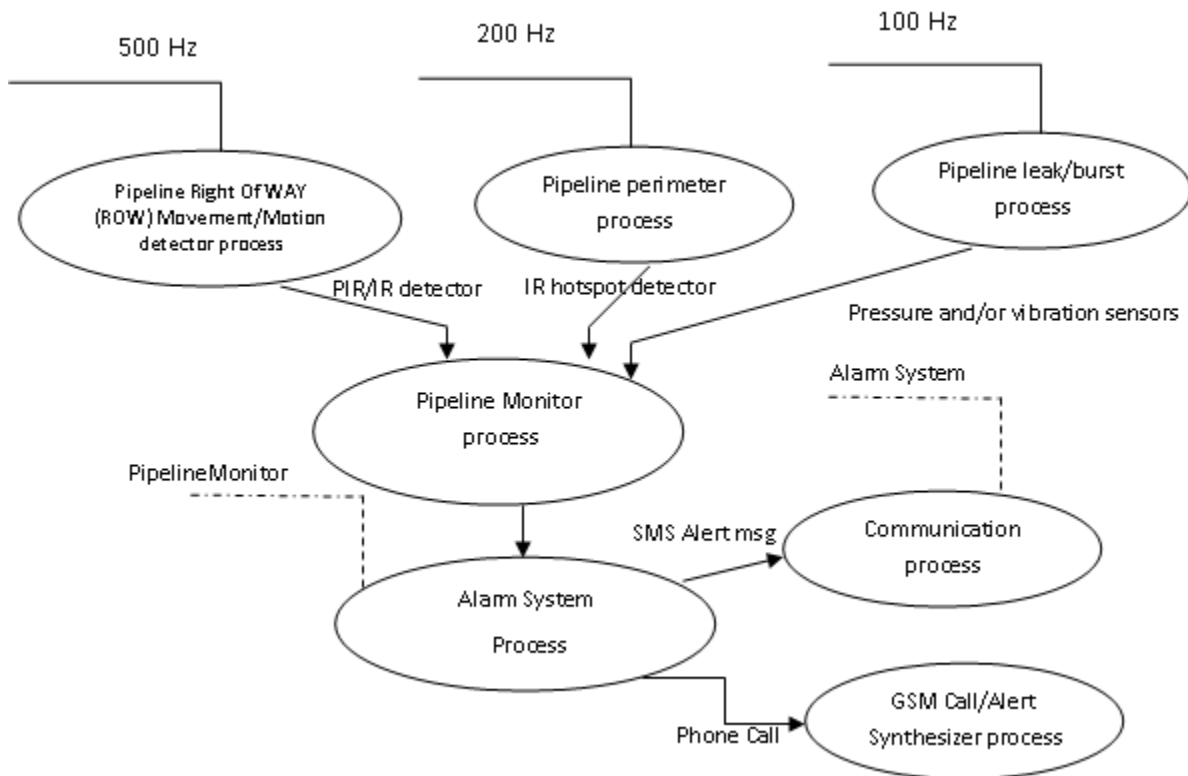 500 Hz
200 Hz
100 Hz
Pipeline Right Of WAY
(ROW) Movement/Motion
detector process
Pipeline perimeter
process
Pipeline leak/burst
process
PIR/IR detector
IR hotspot detector
Pressure and/or vibration sensors
Pipeline Monitor
process
Alarm System
PipelineMonitor
SMS Alert msg
Communication
process
Alarm System
Process
Phone Call
GSM Call/Alert
Synthesizer process